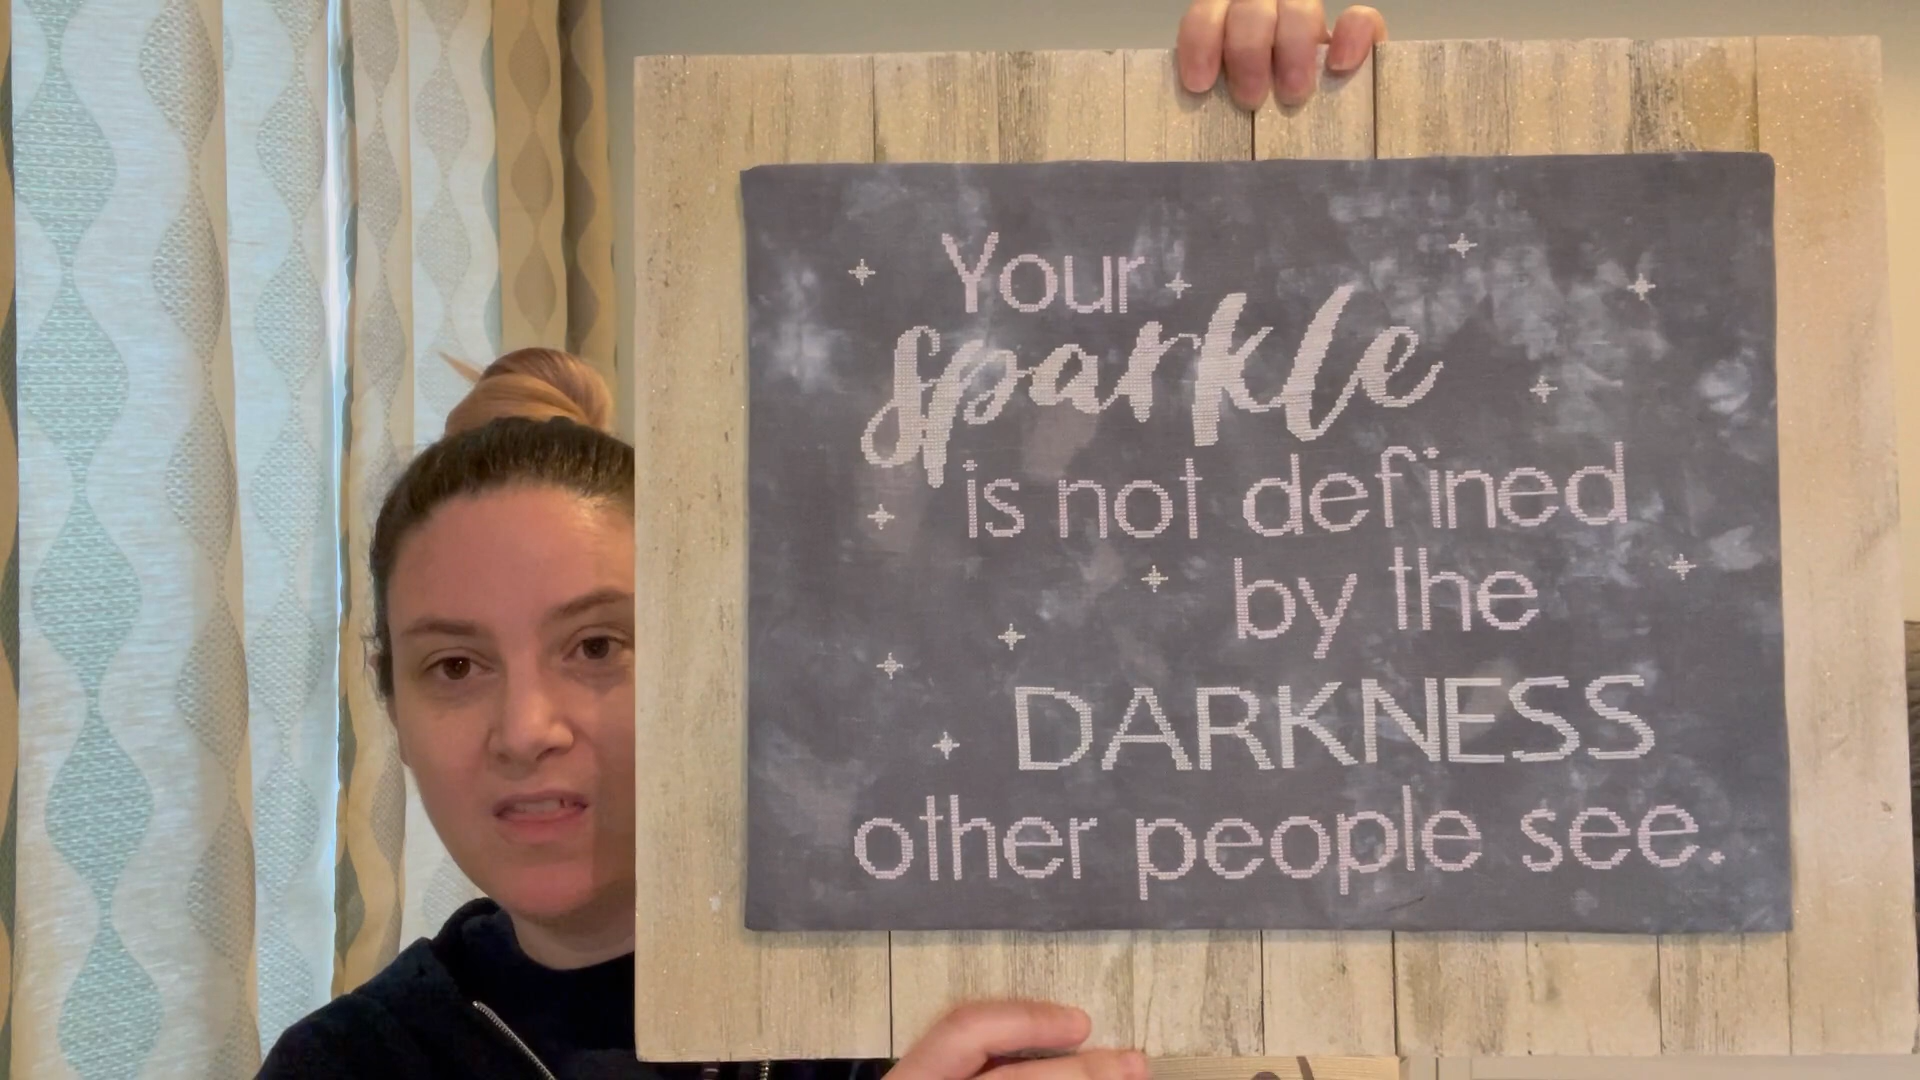 Your
sparkle
is not defined
by the
DARKNESS
other people see.